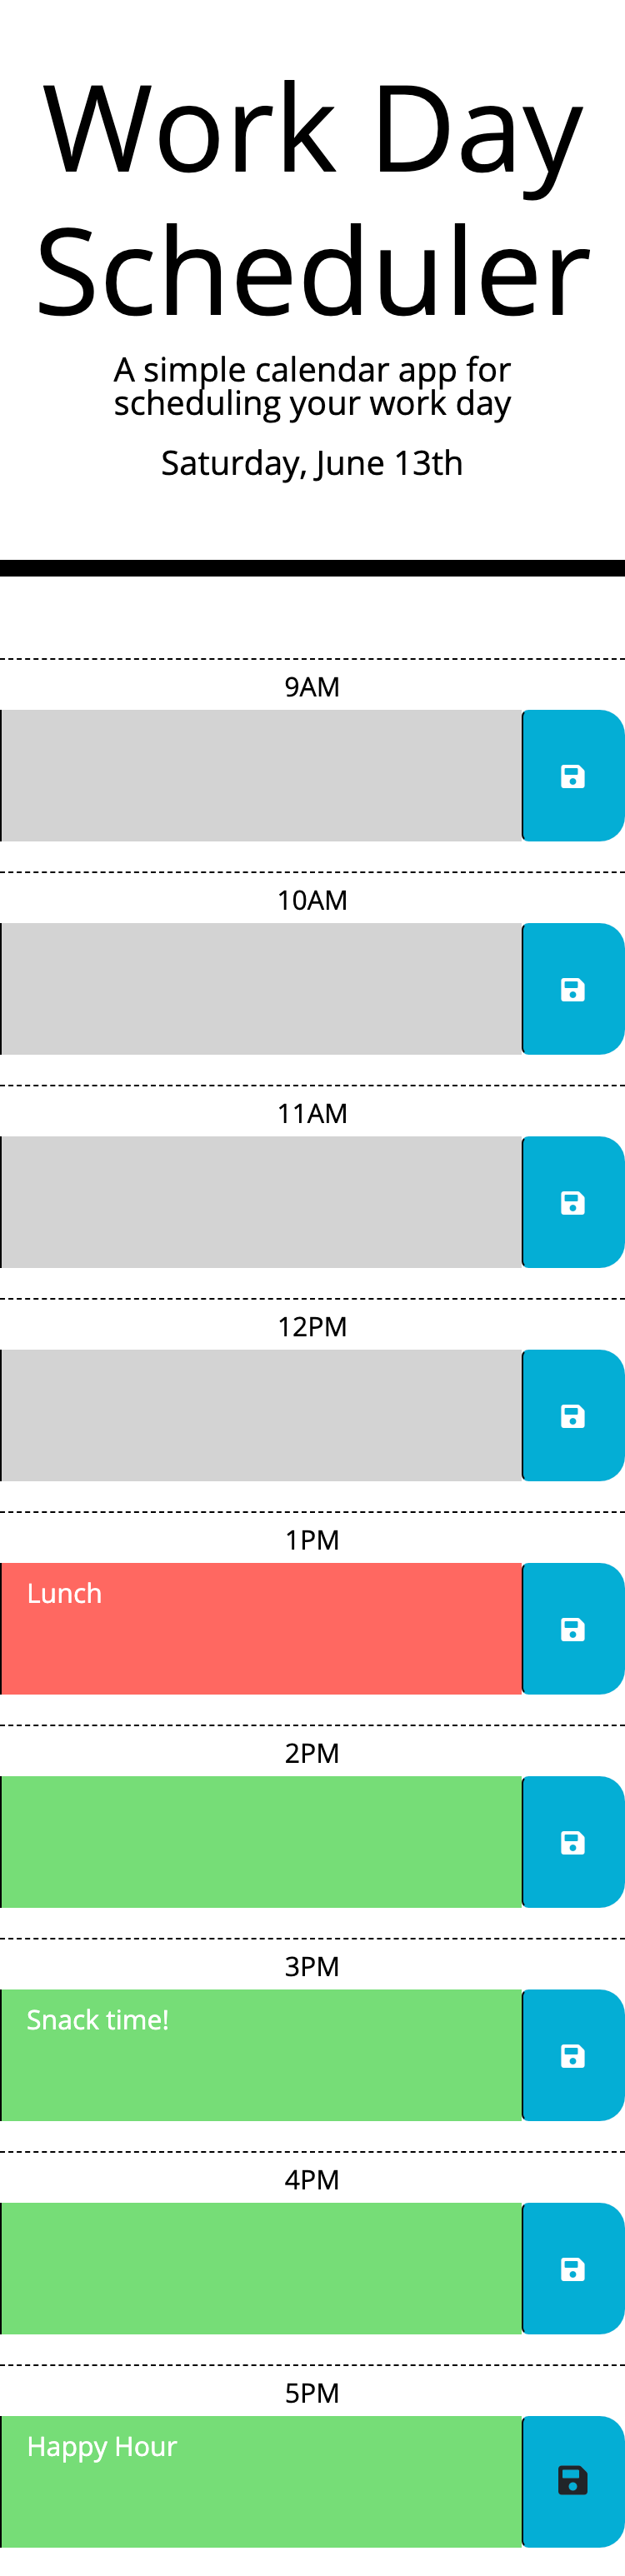 Work Day
Scheduler
A simple calendar app for
scheduling your work day
Saturday, June 13th
9AM
10AM
11AM
12PM
1PM
Lunch
2PM
3PM
Snack time!
4PM
5PM
Happy Hour